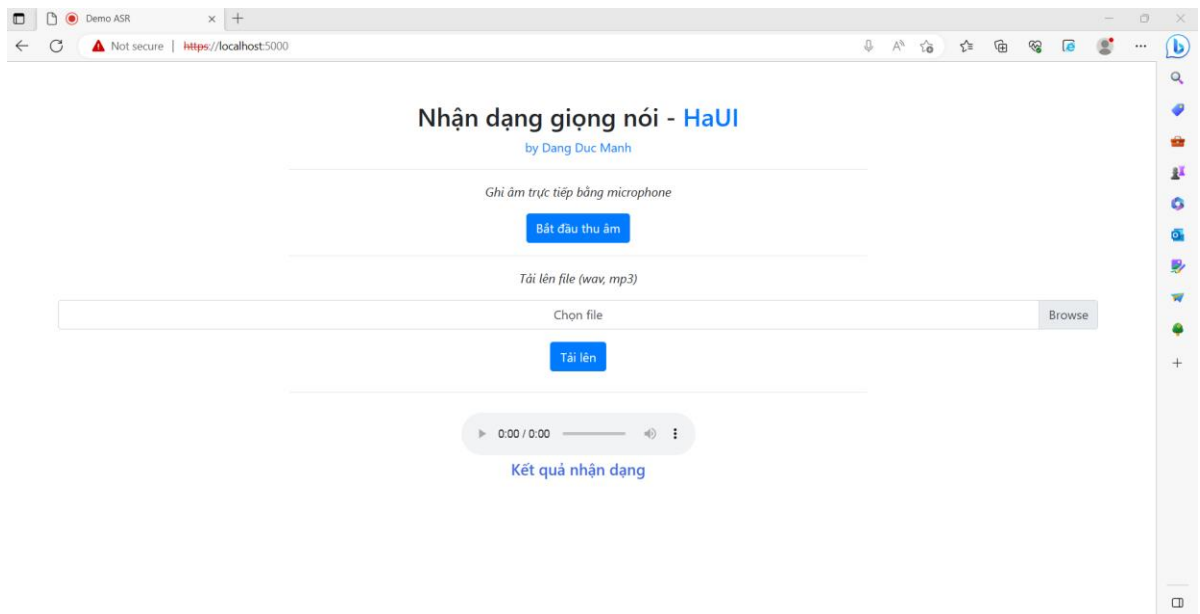 Demo ASR
Not secure | https://localhost:5000
Nhận dạng giọng nói - HaUI
by Dang Duc Manh
Ghi âm trực tiếp bằng microphone
Bắt đầu thu âm
Tải lên file (wav, mp3)
Chọn file
Browse
Tải lên
0:00 / 0:00
Kết quả nhận dạng